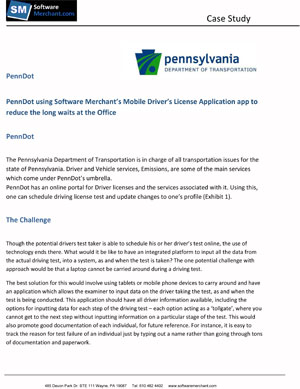 SM Software
Merchant.com
Case Study
pennsylvania
DEPARTMENT OF TRANSPORTATION
PennDot
PennDot using Software Merchant's Mobile Driver's License Application app to
reduce the long waits at the Office
PennDot
The Pennsylvania Department of Transportation is in charge of all transportation issues for the
state of Pennsylvania. Driver and Vehicle services, Emissions, are some of the main services
which come under PennDot's umbrella.
PennDot has an online portal for Driver licenses and the services associated with it. Using this,
one can schedule driving license test and update changes to one's profile (Exhibit 1).
The Challenge
Though the potential drivers test taker is able to schedule his or her driver's test online, the use of
technology ends there. What would it be like to have an integrated platform to input all the data from
the actual driving test, into a system, as and when the test is taken? The one potential challenge with
approach would be that a laptop cannot be carried around during a driving test.
The best solution for this would involve using tablets or mobile phones devices to carry around and have
an application which allows the examiner to input data on the driver taking the test, as and when the
test is being conducted. This application should have all driver information available, including the
options for inputting data for each step of the driving test – each action acting as a 'tollgate', where you
cannot get to the next step without inputting information on a particular stage of the test. This would
also promote good documentation of each individual, for future reference. For instance, it is easy to
track the reason for test failure of an individual just by typing out a name rather than going through tons
of documentation and paperwork.
485 Devon Park Dr. STE 111 Wayne, PA 19087 Tel: 610 482 4402 www.softwaremerchant.com